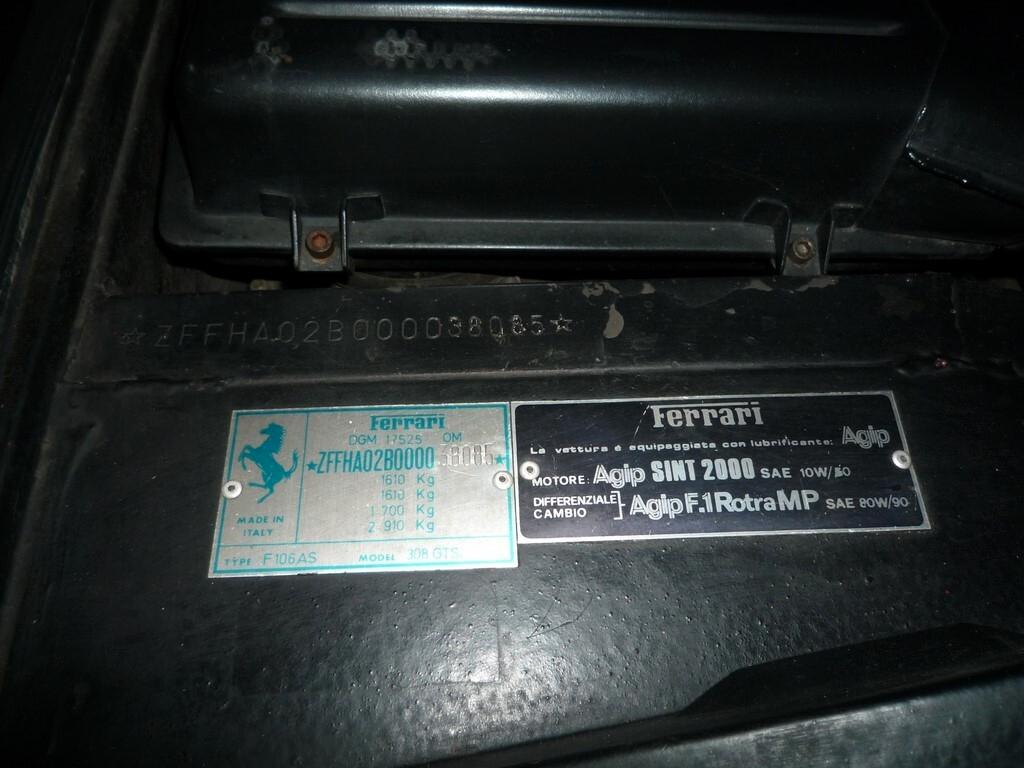 ☆ZFFHA02B000038085☆
Ferrari
DGM 17525 OM
★ZFFHA02B000038085★
1610 Kg
1610 Kg
1 700 Kg
2 910 Kg
MADE IN
ITALY
TYPE F106AS MODEL 308 GTS
Ferrari
La vettura é equipaggiata con lubrificante: Agip
MOTORE: Agip SINT 2000 SAE 10W/50
DIFFERENZIALE
CAMBIO
Agip F.1 Rotra MP SAE 80W/90